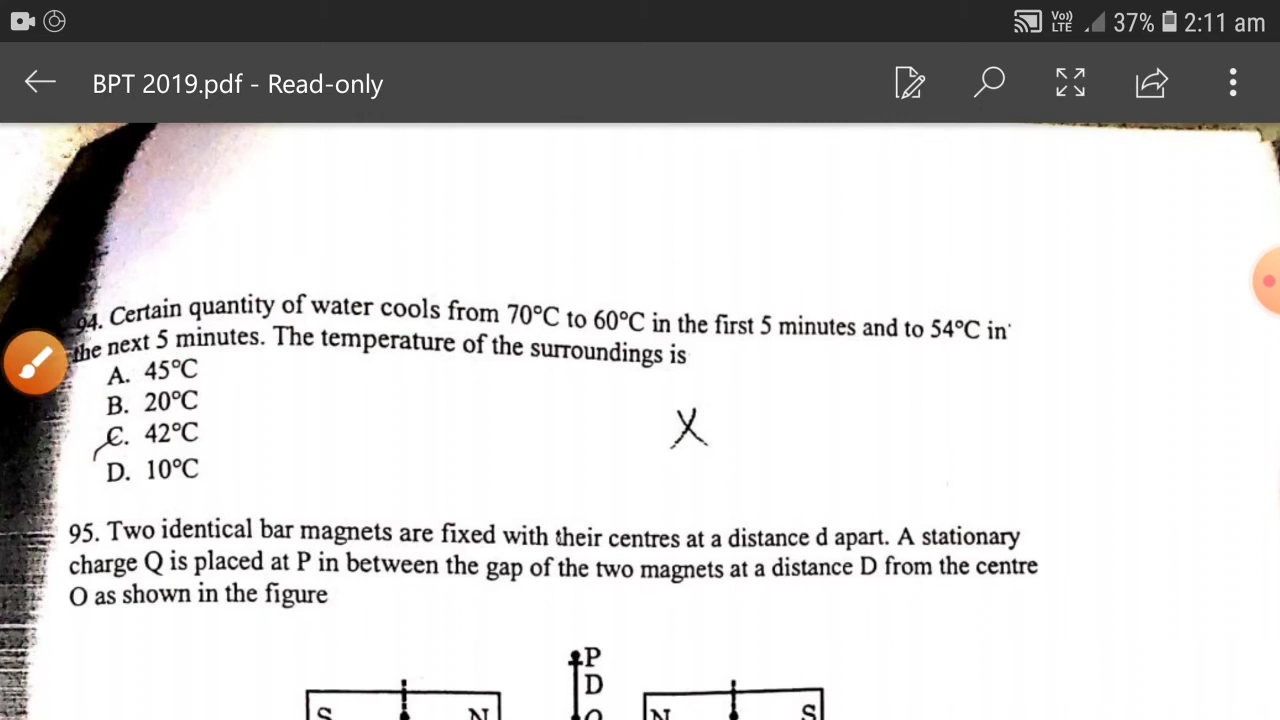 Vo))
LTE
37%
2:11 am
BPT 2019.pdf - Read-only
94. Certain quantity of water cools from 70°C to 60°C in the first 5 minutes and to 54°C in
the next 5 minutes. The temperature of the surroundings is
A. 45°C
B. 20°C
C. 42°C
D. 10°C
X
95. Two identical bar magnets are fixed with their centres at a distance d apart. A stationary
charge Q is placed at P in between the gap of the two magnets at a distance D from the centre
O as shown in the figure
P
D
S N O N S